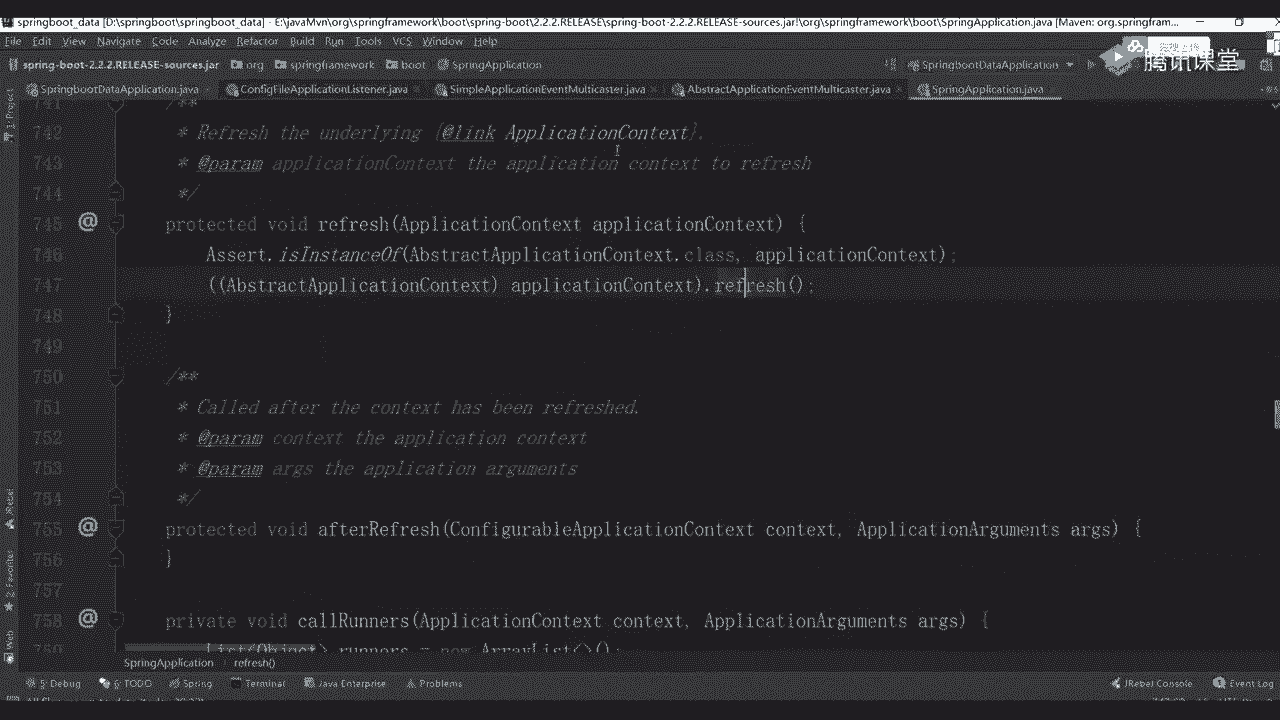 springboot_data [D:\springboot\springboot_data] - E:\javaMvn\org\springframework\boot\spring-boot\2.2.2.RELEASE\spring-boot-2.2.2.RELEASE-sources.jar!\org\springframework\boot\SpringApplication.java [Maven: org.springfram...
File Edit View Navigate Code Analyze Refactor Build Run Tools VCS Window Help
spring-boot-2.2.2.RELEASE-sources.jar org springframework boot SpringbootDataApplication
腾讯课堂
SpringbootDataApplication.java ConfigFileApplicationListener.java SimpleApplicationEventMulticaster.java AbstractApplicationEventMulticaster.java SpringApplication.java
741 /**
742 * Refresh the underlying {@link ApplicationContext}.
743 * @param applicationContext the application context to refresh
744 */
745 protected void refresh(ApplicationContext applicationContext) {
746 Assert.isInstanceOf(AbstractApplicationContext.class, applicationContext);
747 ((AbstractApplicationContext) applicationContext).refresh();
748 }
749
750 /**
751 * Called after the context has been refreshed.
752 * @param context the application context
753 * @param args the application arguments
754 */
755 protected void afterRefresh(ConfigurableApplicationContext context, ApplicationArguments args) {
756 }
757
758 private void callRunners(ApplicationContext context, ApplicationArguments args) {
759 List<Object> runners = new ArrayList<>();
SpringApplication refresh()
5: Debug 6: TODO Spring Terminal Java Enterprise Problems JRebel Console Event Log
1: Project
JRebel
2: Favorites
Web